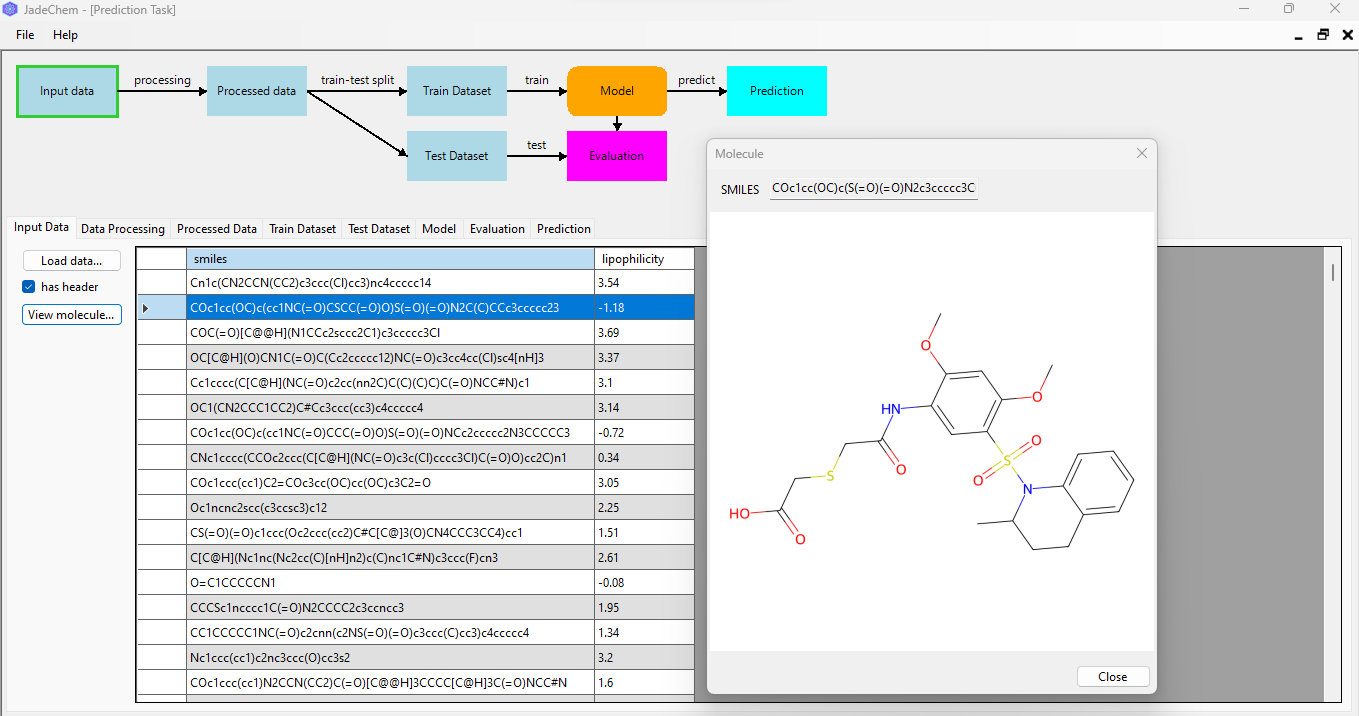 JadeChem - [Prediction Task]
File Help
processing train-test split train predict
Input data Processed data Train Dataset Model Prediction
test
Test Dataset Evaluation
Input Data Data Processing Processed Data Train Dataset Test Dataset Model Evaluation Prediction
Load data...
has header
View molecule...
smiles lipophilicity
Cn1c(CN2CCN(CC2)c3ccc(Cl)cc3)nc4ccccc14 3.54
COc1cc(OC)c(cc1NC(=O)CSCC(=O)O)S(=O)(=O)N2C(C)CCc3ccccc23 -1.18
COC(=O)[C@@H](N1CCc2sccc2C1)c3ccccc3Cl 3.69
OC[C@H](O)CN1C(=O)C(Cc2ccccc12)NC(=O)c3cc4cc(Cl)sc4[nH]3 3.37
Cc1cccc(C[C@H](NC(=O)c2cc(nn2C)C(C)(C)C)C(=O)NCC#N)c1 3.1
OC1(CN2CCC1CC2)C#Cc3ccc(cc3)c4ccccc4 3.14
COc1cc(OC)c(cc1NC(=O)CCC(=O)O)S(=O)(=O)NCc2ccccc2N3CCCCC3 -0.72
CNc1cccc(CCOc2ccc(C[C@H](NC(=O)c3c(Cl)cccc3Cl)C(=O)O)cc2C)n1 0.34
COc1ccc(cc1)C2=COc3cc(OC)cc(OC)c3C2=O 3.05
Oc1ncnc2scc(c3ccsc3)c12 2.25
CS(=O)(=O)c1ccc(Oc2ccc(cc2)C#C[C@]3(O)CN4CCC3CC4)cc1 1.51
C[C@H](Nc1nc(Nc2cc(C)[nH]n2)c(C)nc1C#N)c3ccc(F)cn3 2.61
O=C1CCCCCN1 -0.08
CCCSc1ncccc1C(=O)N2CCCC2c3ccncc3 1.95
CC1CCCCC1NC(=O)c2cnn(c2NS(=O)(=O)c3ccc(C)cc3)c4ccccc4 1.34
Nc1ccc(cc1)c2nc3ccc(O)cc3s2 3.2
COc1ccc(cc1)N2CCN(CC2)C(=O)[C@@H]3CCCC[C@H]3C(=O)NCC#N 1.6
Molecule
SMILES COc1cc(OC)c(S(=O)(=O)N2c3ccccc3C
O
O
HN
O
S
O
S
O
N
HO
O
Close